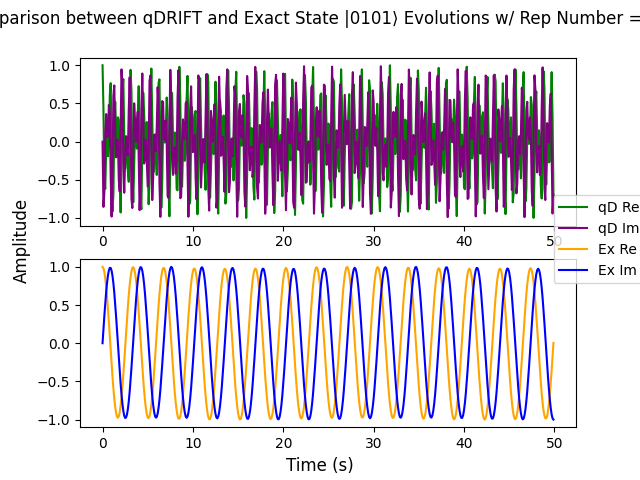 parison between qDRIFT and Exact State |0101⟩ Evolutions w/ Rep Number =
1.0
0.5
0.0
−0.5
−1.0
0 10 20 30 40 50
qD Re
qD Im
Ex Re
Ex Im
Amplitude
1.0
0.5
0.0
−0.5
−1.0
0 10 20 30 40 50
Time (s)